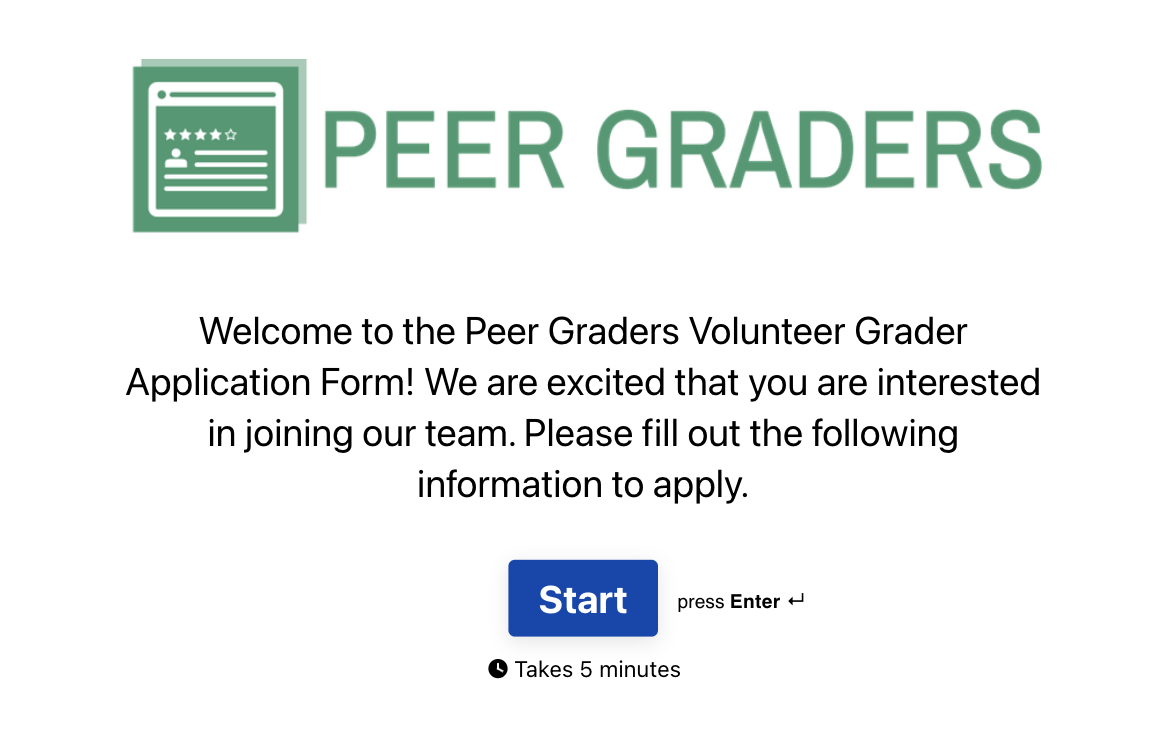 PEER GRADERS
Welcome to the Peer Graders Volunteer Grader
Application Form! We are excited that you are interested
in joining our team. Please fill out the following
information to apply.
Start
press Enter ↵
Takes 5 minutes